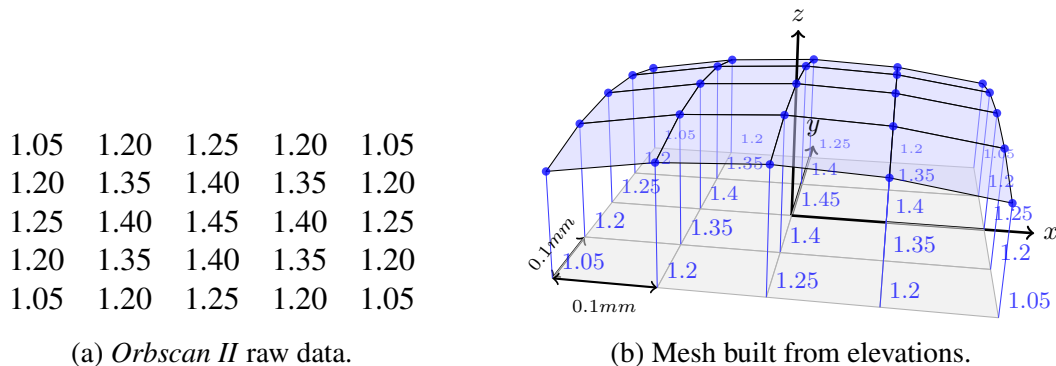 1.05 1.20 1.25 1.20 1.05
1.20 1.35 1.40 1.35 1.20
1.25 1.40 1.45 1.40 1.25
1.20 1.35 1.40 1.35 1.20
1.05 1.20 1.25 1.20 1.05
(a) Orbscan II raw data.
z
y
x
1.05 1.2 1.25 1.2 1.05
1.2 1.35 1.4 1.35 1.2
1.25 1.4 1.45 1.4 1.25
1.2 1.35 1.4 1.35 1.2
1.05 1.2 1.25 1.2 1.05
0.1mm
0.1mm
(b) Mesh built from elevations.